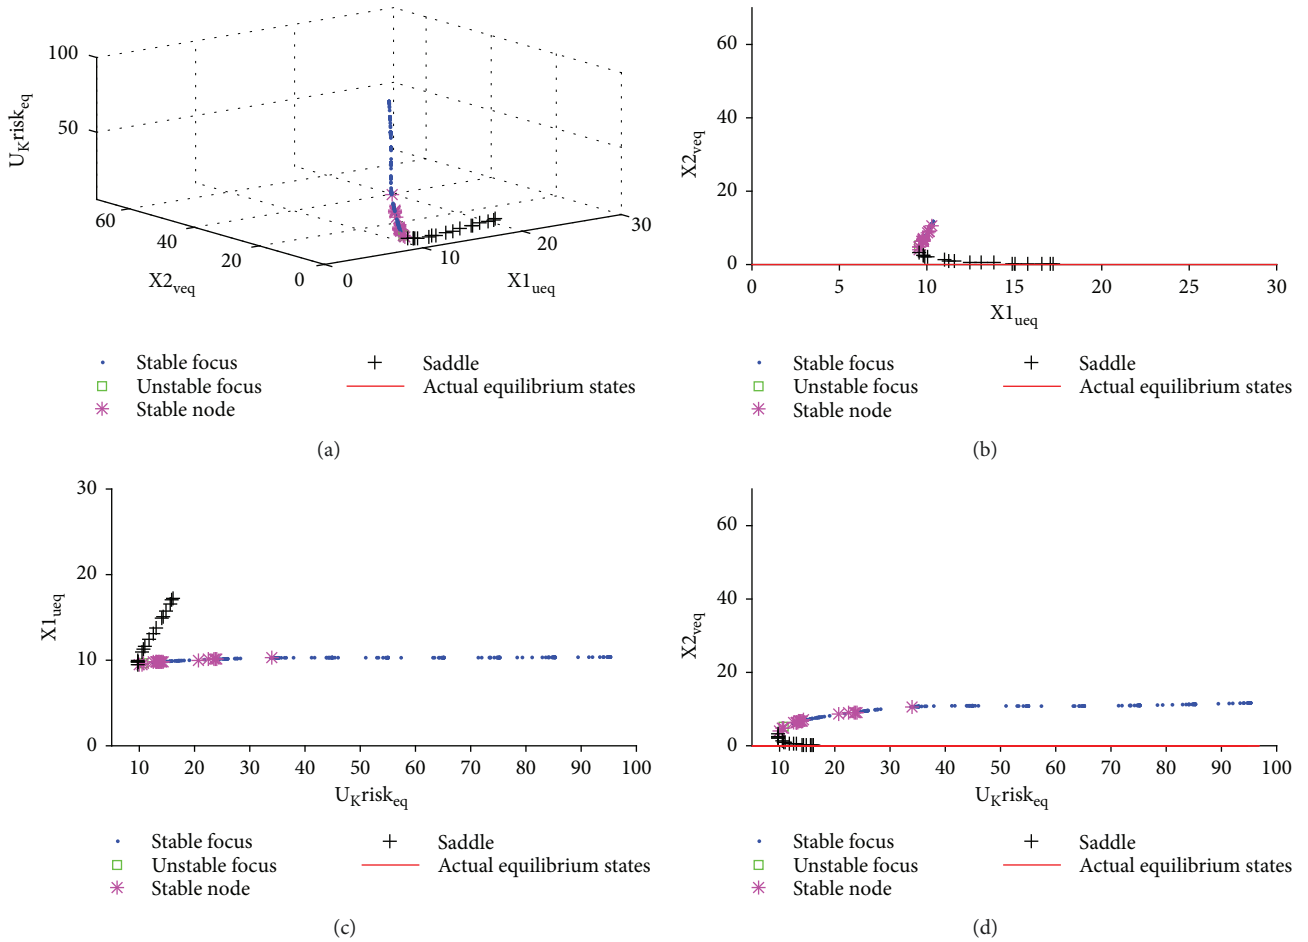 100
50
U_Krisk_eq
60
40
20
0
X2_veq
0
10
20
30
X1_ueq
Stable focus
Unstable focus
Stable node
Saddle
Actual equilibrium states
(a)
60
40
20
0
X2_veq
0 5 10 15 20 25 30
X1_ueq
Stable focus
Unstable focus
Stable node
Saddle
Actual equilibrium states
(b)
30
20
10
0
X1_ueq
10 20 30 40 50 60 70 80 90 100
U_Krisk_eq
Stable focus
Unstable focus
Stable node
Saddle
Actual equilibrium states
(c)
60
40
20
0
X2_veq
10 20 30 40 50 60 70 80 90 100
U_Krisk_eq
Stable focus
Unstable focus
Stable node
Saddle
Actual equilibrium states
(d)